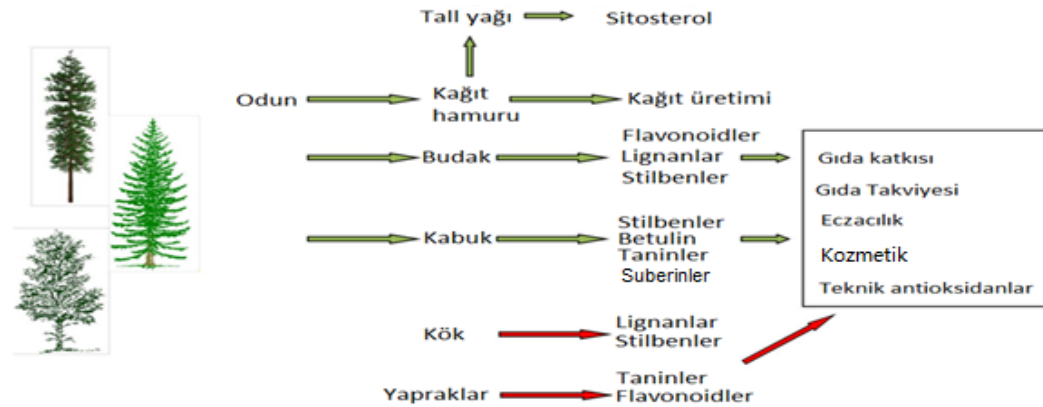 Tall yağı Sitosterol
Odun Kağıt hamuru Kağıt üretimi
Budak
Flavonoidler
Lignanlar
Stilbenler
Kabuk
Stilbenler
Betulin
Taninler
Suberinler
Kök
Lignanlar
Stilbenler
Yapraklar
Taninler
Flavonoidler
Gıda katkısı
Gıda Takviyesi
Eczacılık
Kozmetik
Teknik antioksidanlar